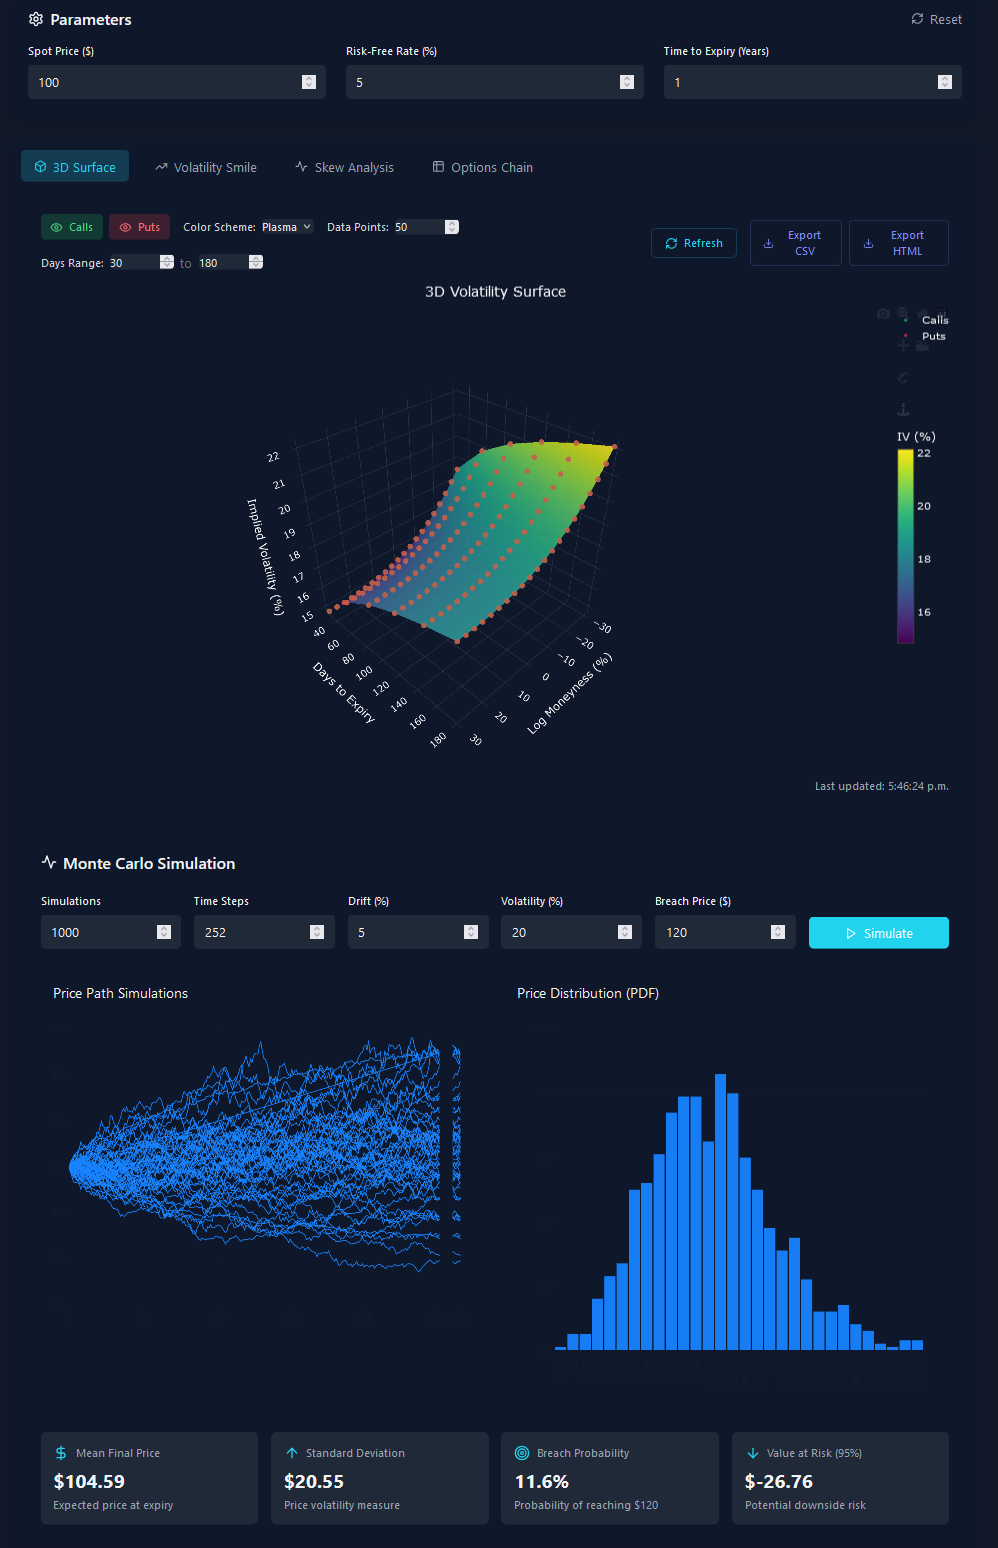 Parameters
Reset
Spot Price ($)
Risk-Free Rate (%)
Time to Expiry (Years)
100
5
1
3D Surface
Volatility Smile
Skew Analysis
Options Chain
Calls
Puts
Color Scheme: Plasma
Data Points: 50
Refresh
Export CSV
Export HTML
Days Range: 30 to 180
3D Volatility Surface
Calls
Puts
IV (%)
22
20
18
16
22
21
20
19
18
17
16
15
Implied Volatility (%)
40
60
80
100
120
140
160
180
Days to Expiry
−30
−20
−10
0
10
20
30
Log Moneyness (%)
Last updated: 5:46:24 p.m.
Monte Carlo Simulation
Simulations
Time Steps
Drift (%)
Volatility (%)
Breach Price ($)
1000
252
5
20
120
Simulate
Price Path Simulations
Price Distribution (PDF)
Mean Final Price
$104.59
Expected price at expiry
Standard Deviation
$20.55
Price volatility measure
Breach Probability
11.6%
Probability of reaching $120
Value at Risk (95%)
$-26.76
Potential downside risk